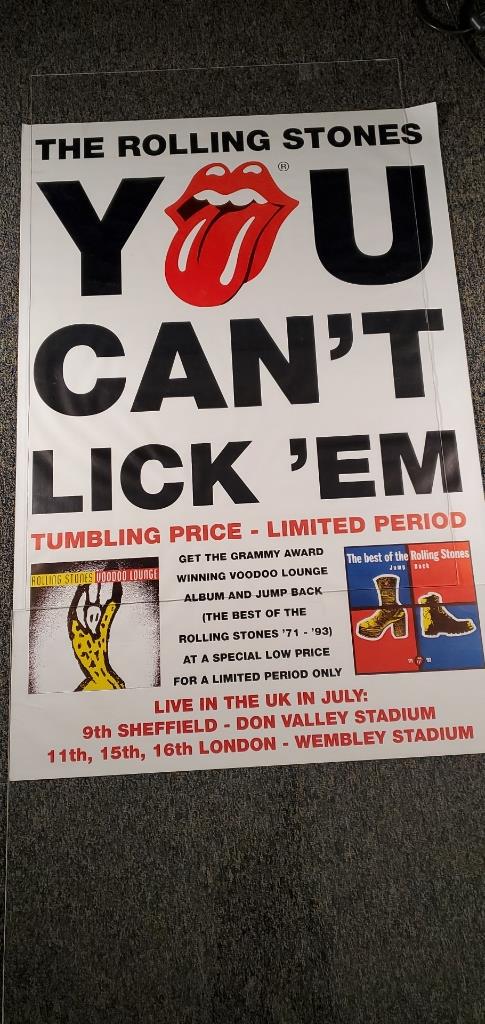 THE ROLLING STONES
Y U ®
CAN'T
LICK 'EM
TUMBLING PRICE - LIMITED PERIOD
ROLLING STONES VOODOO LOUNGE
GET THE GRAMMY AWARD
WINNING VOODOO LOUNGE
ALBUM AND JUMP BACK
(THE BEST OF THE
ROLLING STONES '71 - '93)
AT A SPECIAL LOW PRICE
FOR A LIMITED PERIOD ONLY
The best of the Rolling Stones
Jump Back
'71 '93
LIVE IN THE UK IN JULY:
9th SHEFFIELD - DON VALLEY STADIUM
11th, 15th, 16th LONDON - WEMBLEY STADIUM